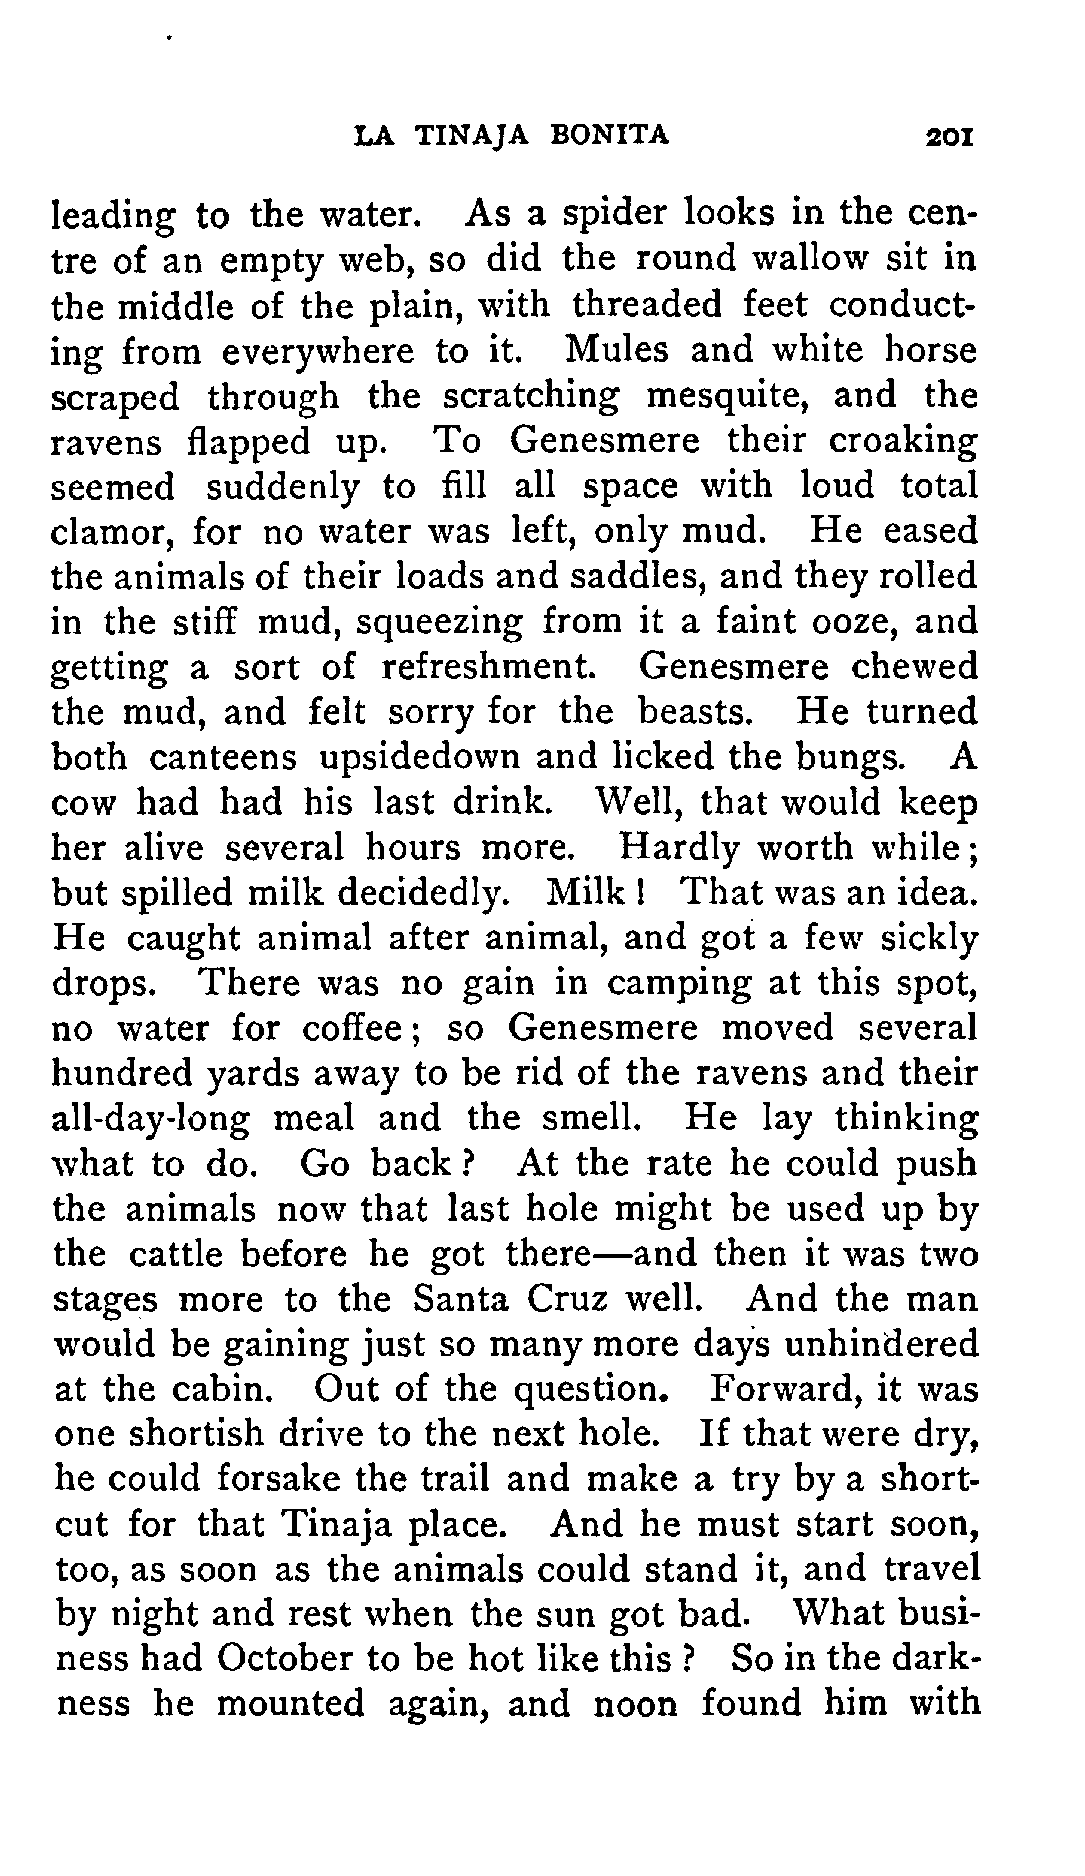 LA TINAJA BONITA 201
leading to the water. As a spider looks in the cen-
tre of an empty web, so did the round wallow sit in
the middle of the plain, with threaded feet conduct-
ing from everywhere to it. Mules and white horse
scraped through the scratching mesquite, and the
ravens flapped up. To Genesmere their croaking
seemed suddenly to fill all space with loud total
clamor, for no water was left, only mud. He eased
the animals of their loads and saddles, and they rolled
in the stiff mud, squeezing from it a faint ooze, and
getting a sort of refreshment. Genesmere chewed
the mud, and felt sorry for the beasts. He turned
both canteens upsidedown and licked the bungs. A
cow had had his last drink. Well, that would keep
her alive several hours more. Hardly worth while;
but spilled milk decidedly. Milk! That was an idea.
He caught animal after animal, and got a few sickly
drops. There was no gain in camping at this spot,
no water for coffee; so Genesmere moved several
hundred yards away to be rid of the ravens and their
all-day-long meal and the smell. He lay thinking
what to do. Go back? At the rate he could push
the animals now that last hole might be used up by
the cattle before he got there—and then it was two
stages more to the Santa Cruz well. And the man
would be gaining just so many more days unhindered
at the cabin. Out of the question. Forward, it was
one shortish drive to the next hole. If that were dry,
he could forsake the trail and make a try by a short-
cut for that Tinaja place. And he must start soon,
too, as soon as the animals could stand it, and travel
by night and rest when the sun got bad. What busi-
ness had October to be hot like this? So in the dark-
ness he mounted again, and noon found him with